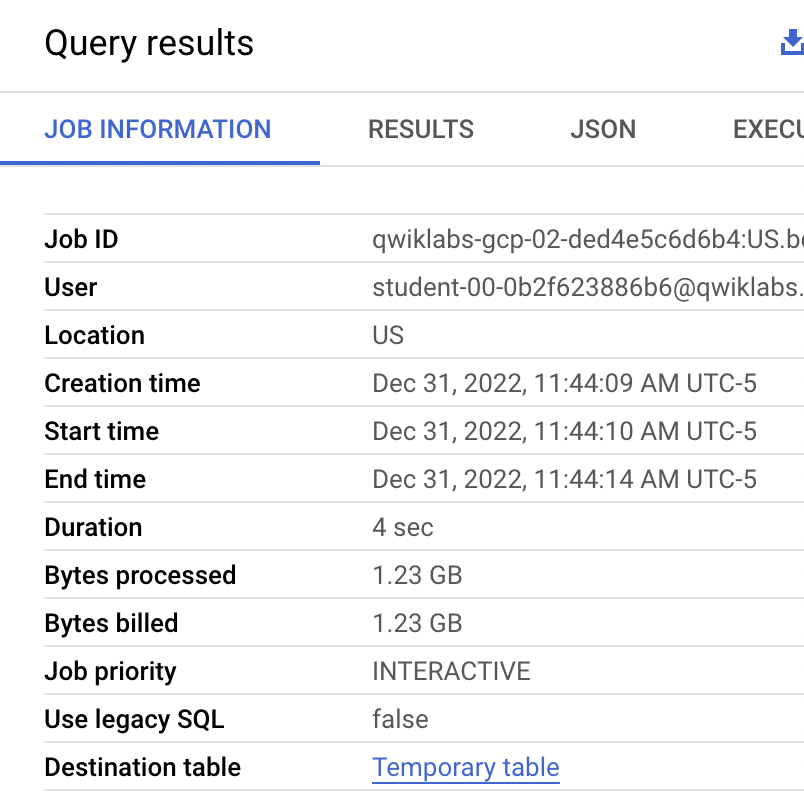 Query results
JOB INFORMATION RESULTS JSON EXECU
Job ID qwiklabs-gcp-02-ded4e5c6d6b4:US.b
User student-00-0b2f623886b6@qwiklabs.
Location US
Creation time Dec 31, 2022, 11:44:09 AM UTC-5
Start time Dec 31, 2022, 11:44:10 AM UTC-5
End time Dec 31, 2022, 11:44:14 AM UTC-5
Duration 4 sec
Bytes processed 1.23 GB
Bytes billed 1.23 GB
Job priority INTERACTIVE
Use legacy SQL false
Destination table Temporary table